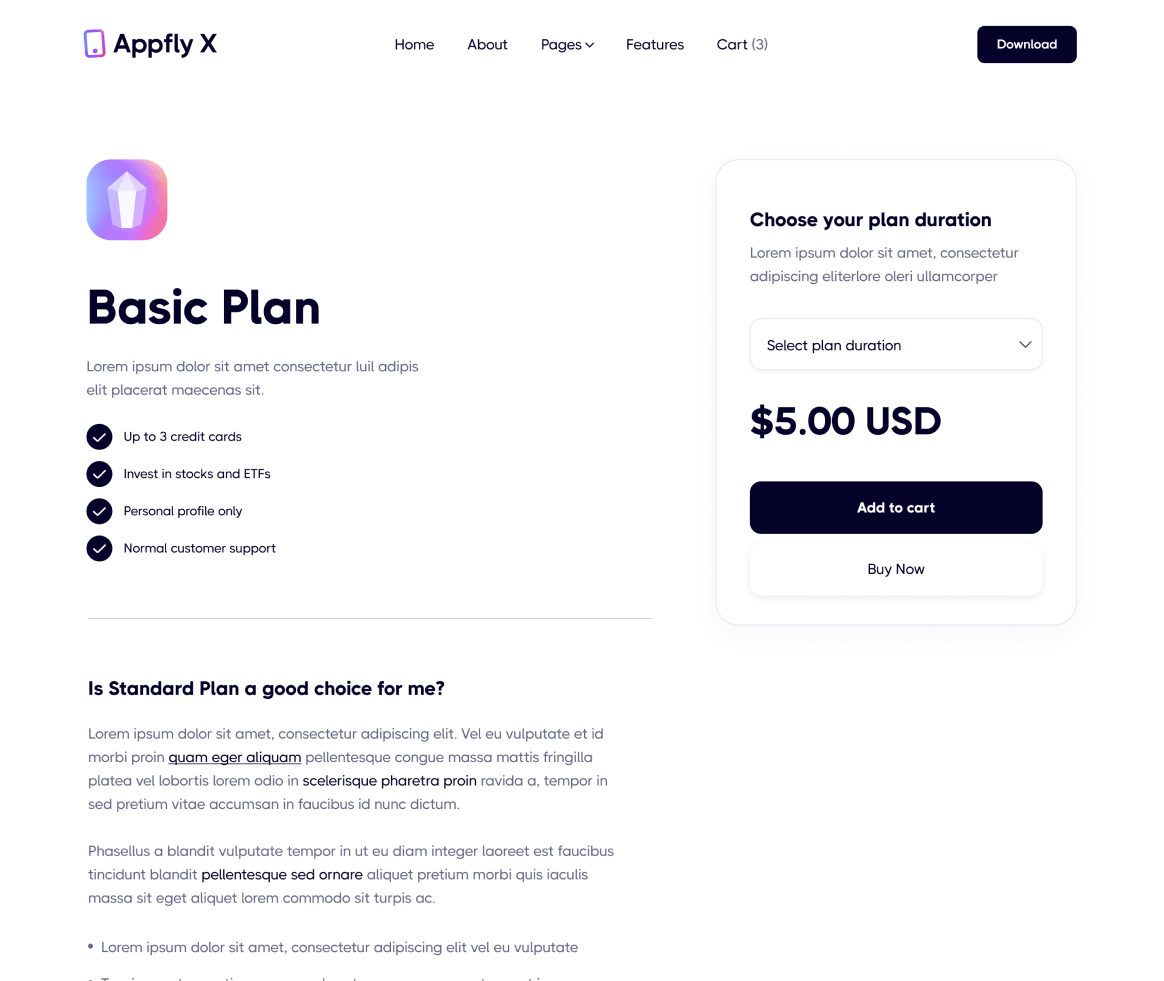 Appfly X
Home
About
Pages
Features
Cart (3)
Download
Basic Plan
Lorem ipsum dolor sit amet consectetur luil adipis
elit placerat maecenas sit.
Up to 3 credit cards
Invest in stocks and ETFs
Personal profile only
Normal customer support
Choose your plan duration
Lorem ipsum dolor sit amet, consectetur
adipiscing eliterlore oleri ullamcorper
Select plan duration
$5.00 USD
Add to cart
Buy Now
Is Standard Plan a good choice for me?
Lorem ipsum dolor sit amet, consectetur adipiscing elit. Vel eu vulputate et id
morbi proin quam eger aliquam pellentesque congue massa mattis fringilla
platea vel lobortis lorem odio in scelerisque pharetra proin ravida a, tempor in
sed pretium vitae accumsan in faucibus id nunc dictum.
Phasellus a blandit vulputate tempor in ut eu diam integer laoreet est faucibus
tincidunt blandit pellentesque sed ornare aliquet pretium morbi quis iaculis
massa sit eget aliquet lorem commodo sit turpis ac.
Lorem ipsum dolor sit amet, consectetur adipiscing elit vel eu vulputate